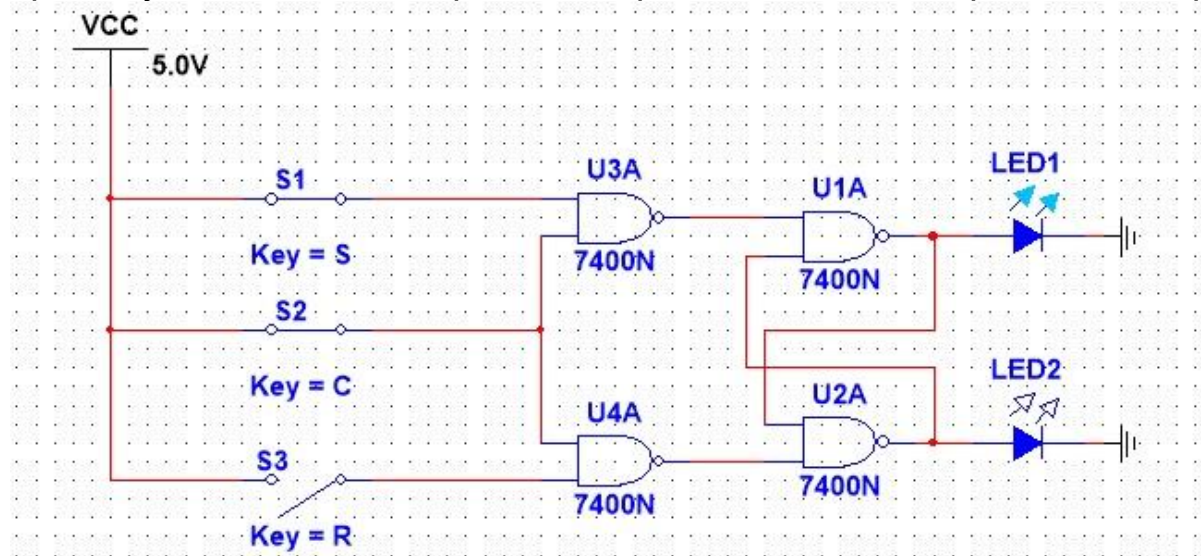 VCC
5.0V
S1
Key = S
U3A
7400N
U1A
7400N
LED1
S2
Key = C
U4A
7400N
U2A
7400N
LED2
S3
Key = R